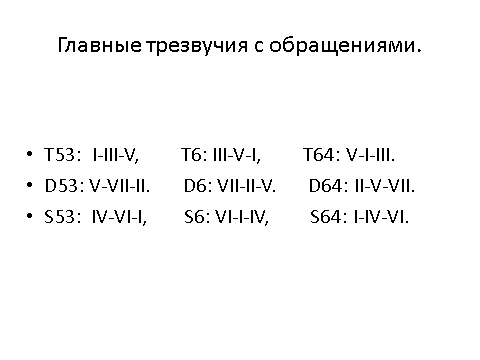 Главные трезвучия с обращениями.
• T53: I-III-V, T6: III-V-I, T64: V-I-III.
• D53: V-VII-II. D6: VII-II-V. D64: II-V-VII.
• S53: IV-VI-I, S6: VI-I-IV, S64: I-IV-VI.